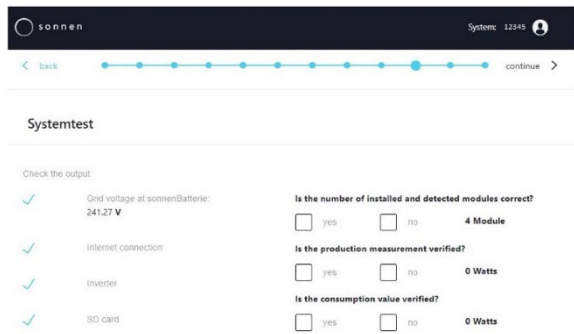 sonnen
System: 12345
back
continue
Systemtest
Check the output
Grid voltage at sonnenBatterie:
241.27 V
Internet connection
Inverter
SD card
Is the number of installed and detected modules correct?
yes no 4 Module
Is the production measurement verified?
yes no 0 Watts
Is the consumption value verified?
yes no 0 Watts